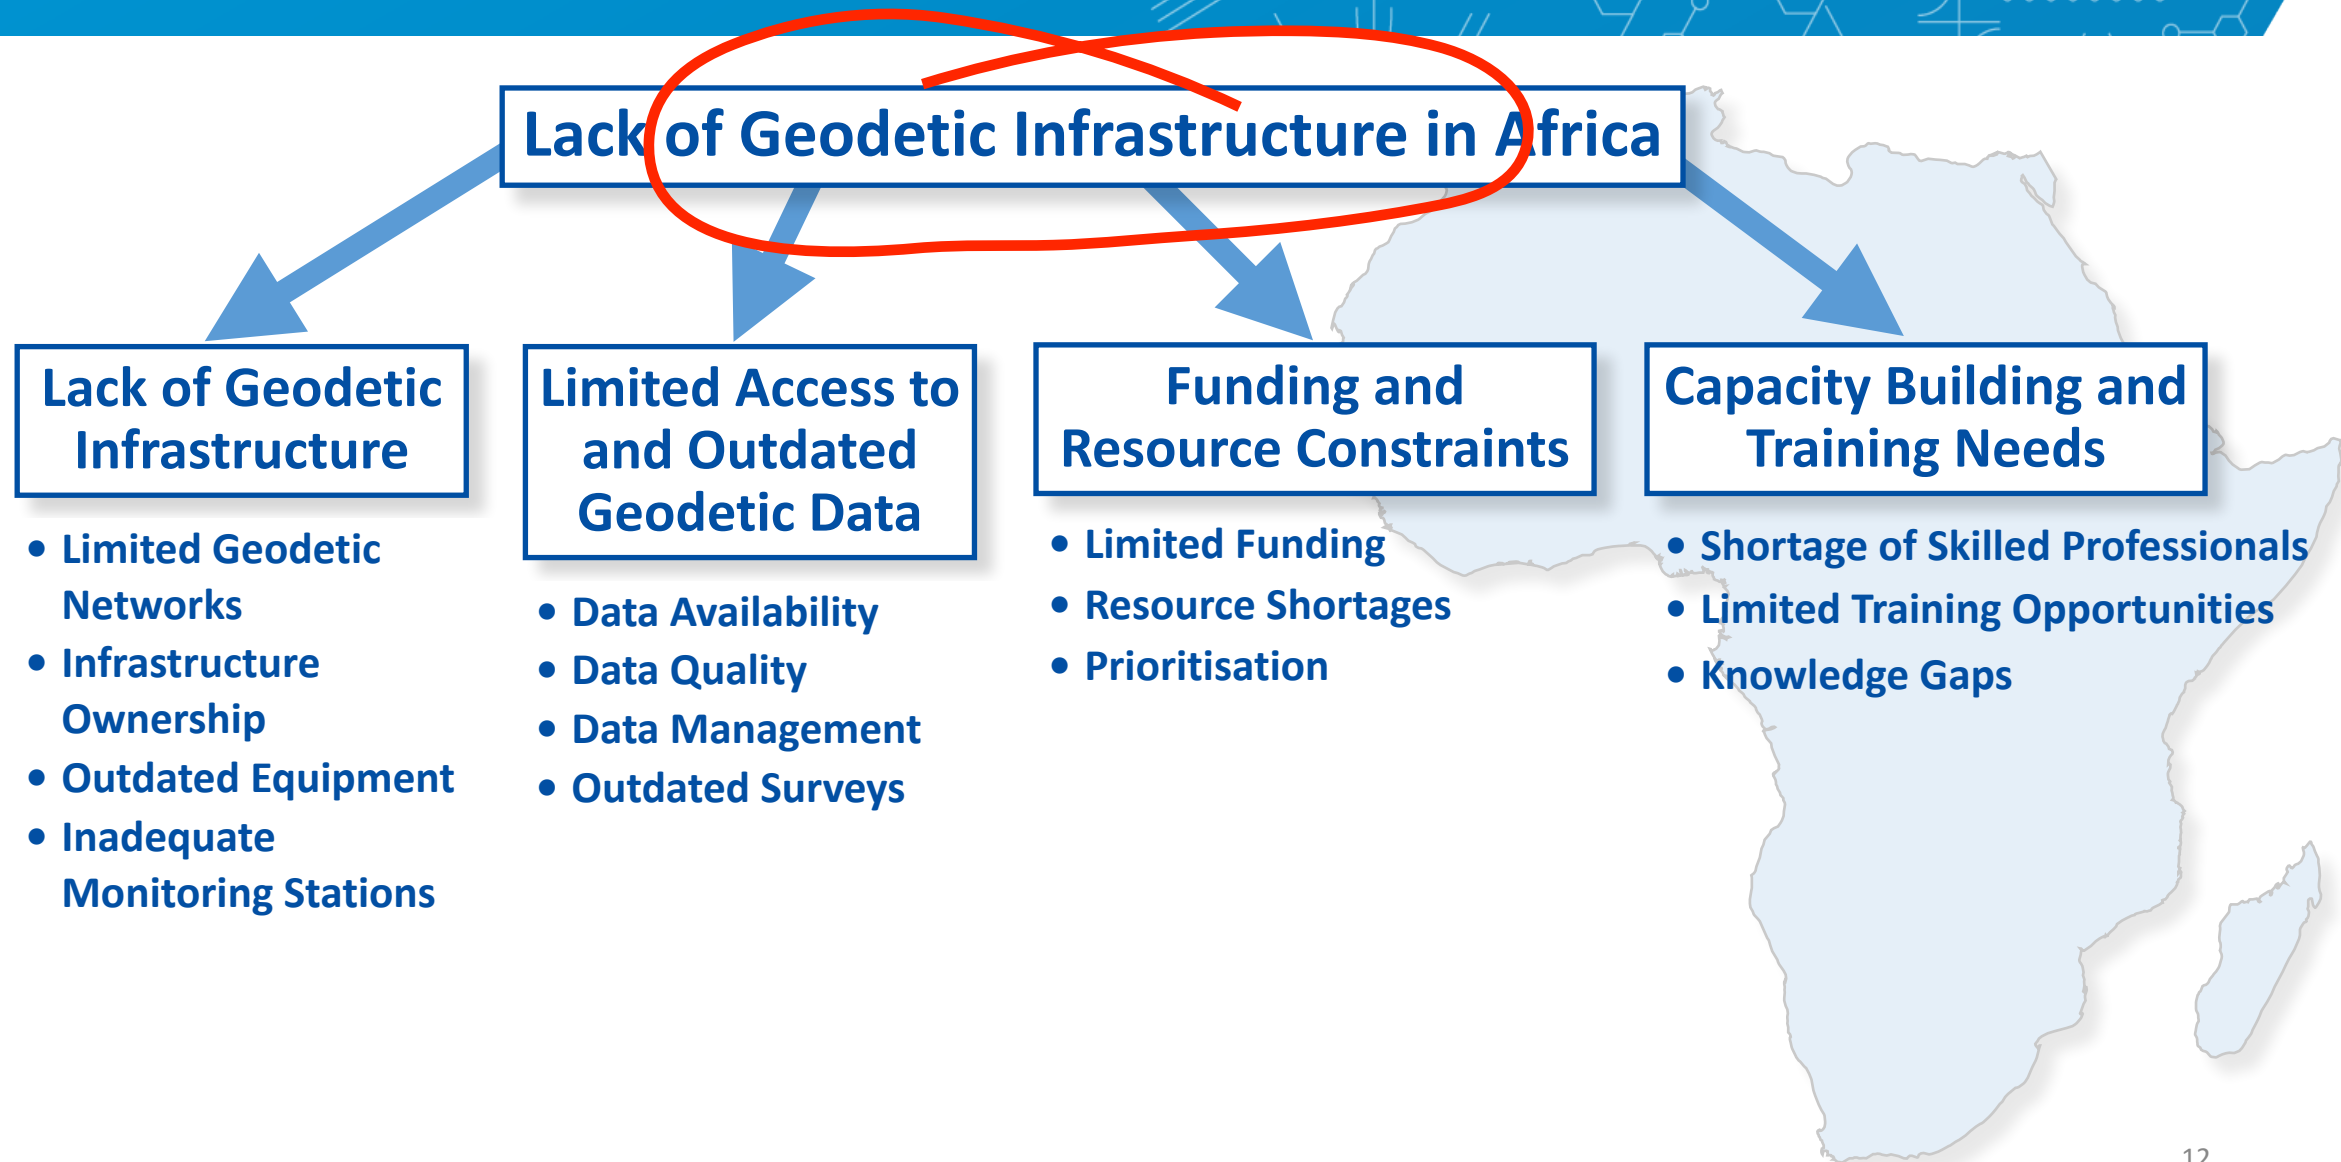 Lack of Geodetic Infrastructure in Africa
Lack of Geodetic
Infrastructure
• Limited Geodetic
Networks
• Infrastructure
Ownership
• Outdated Equipment
• Inadequate
Monitoring Stations
Limited Access to
and Outdated
Geodetic Data
• Data Availability
• Data Quality
• Data Management
• Outdated Surveys
Funding and
Resource Constraints
• Limited Funding
• Resource Shortages
• Prioritisation
Capacity Building and
Training Needs
• Shortage of Skilled Professionals
• Limited Training Opportunities
• Knowledge Gaps
12